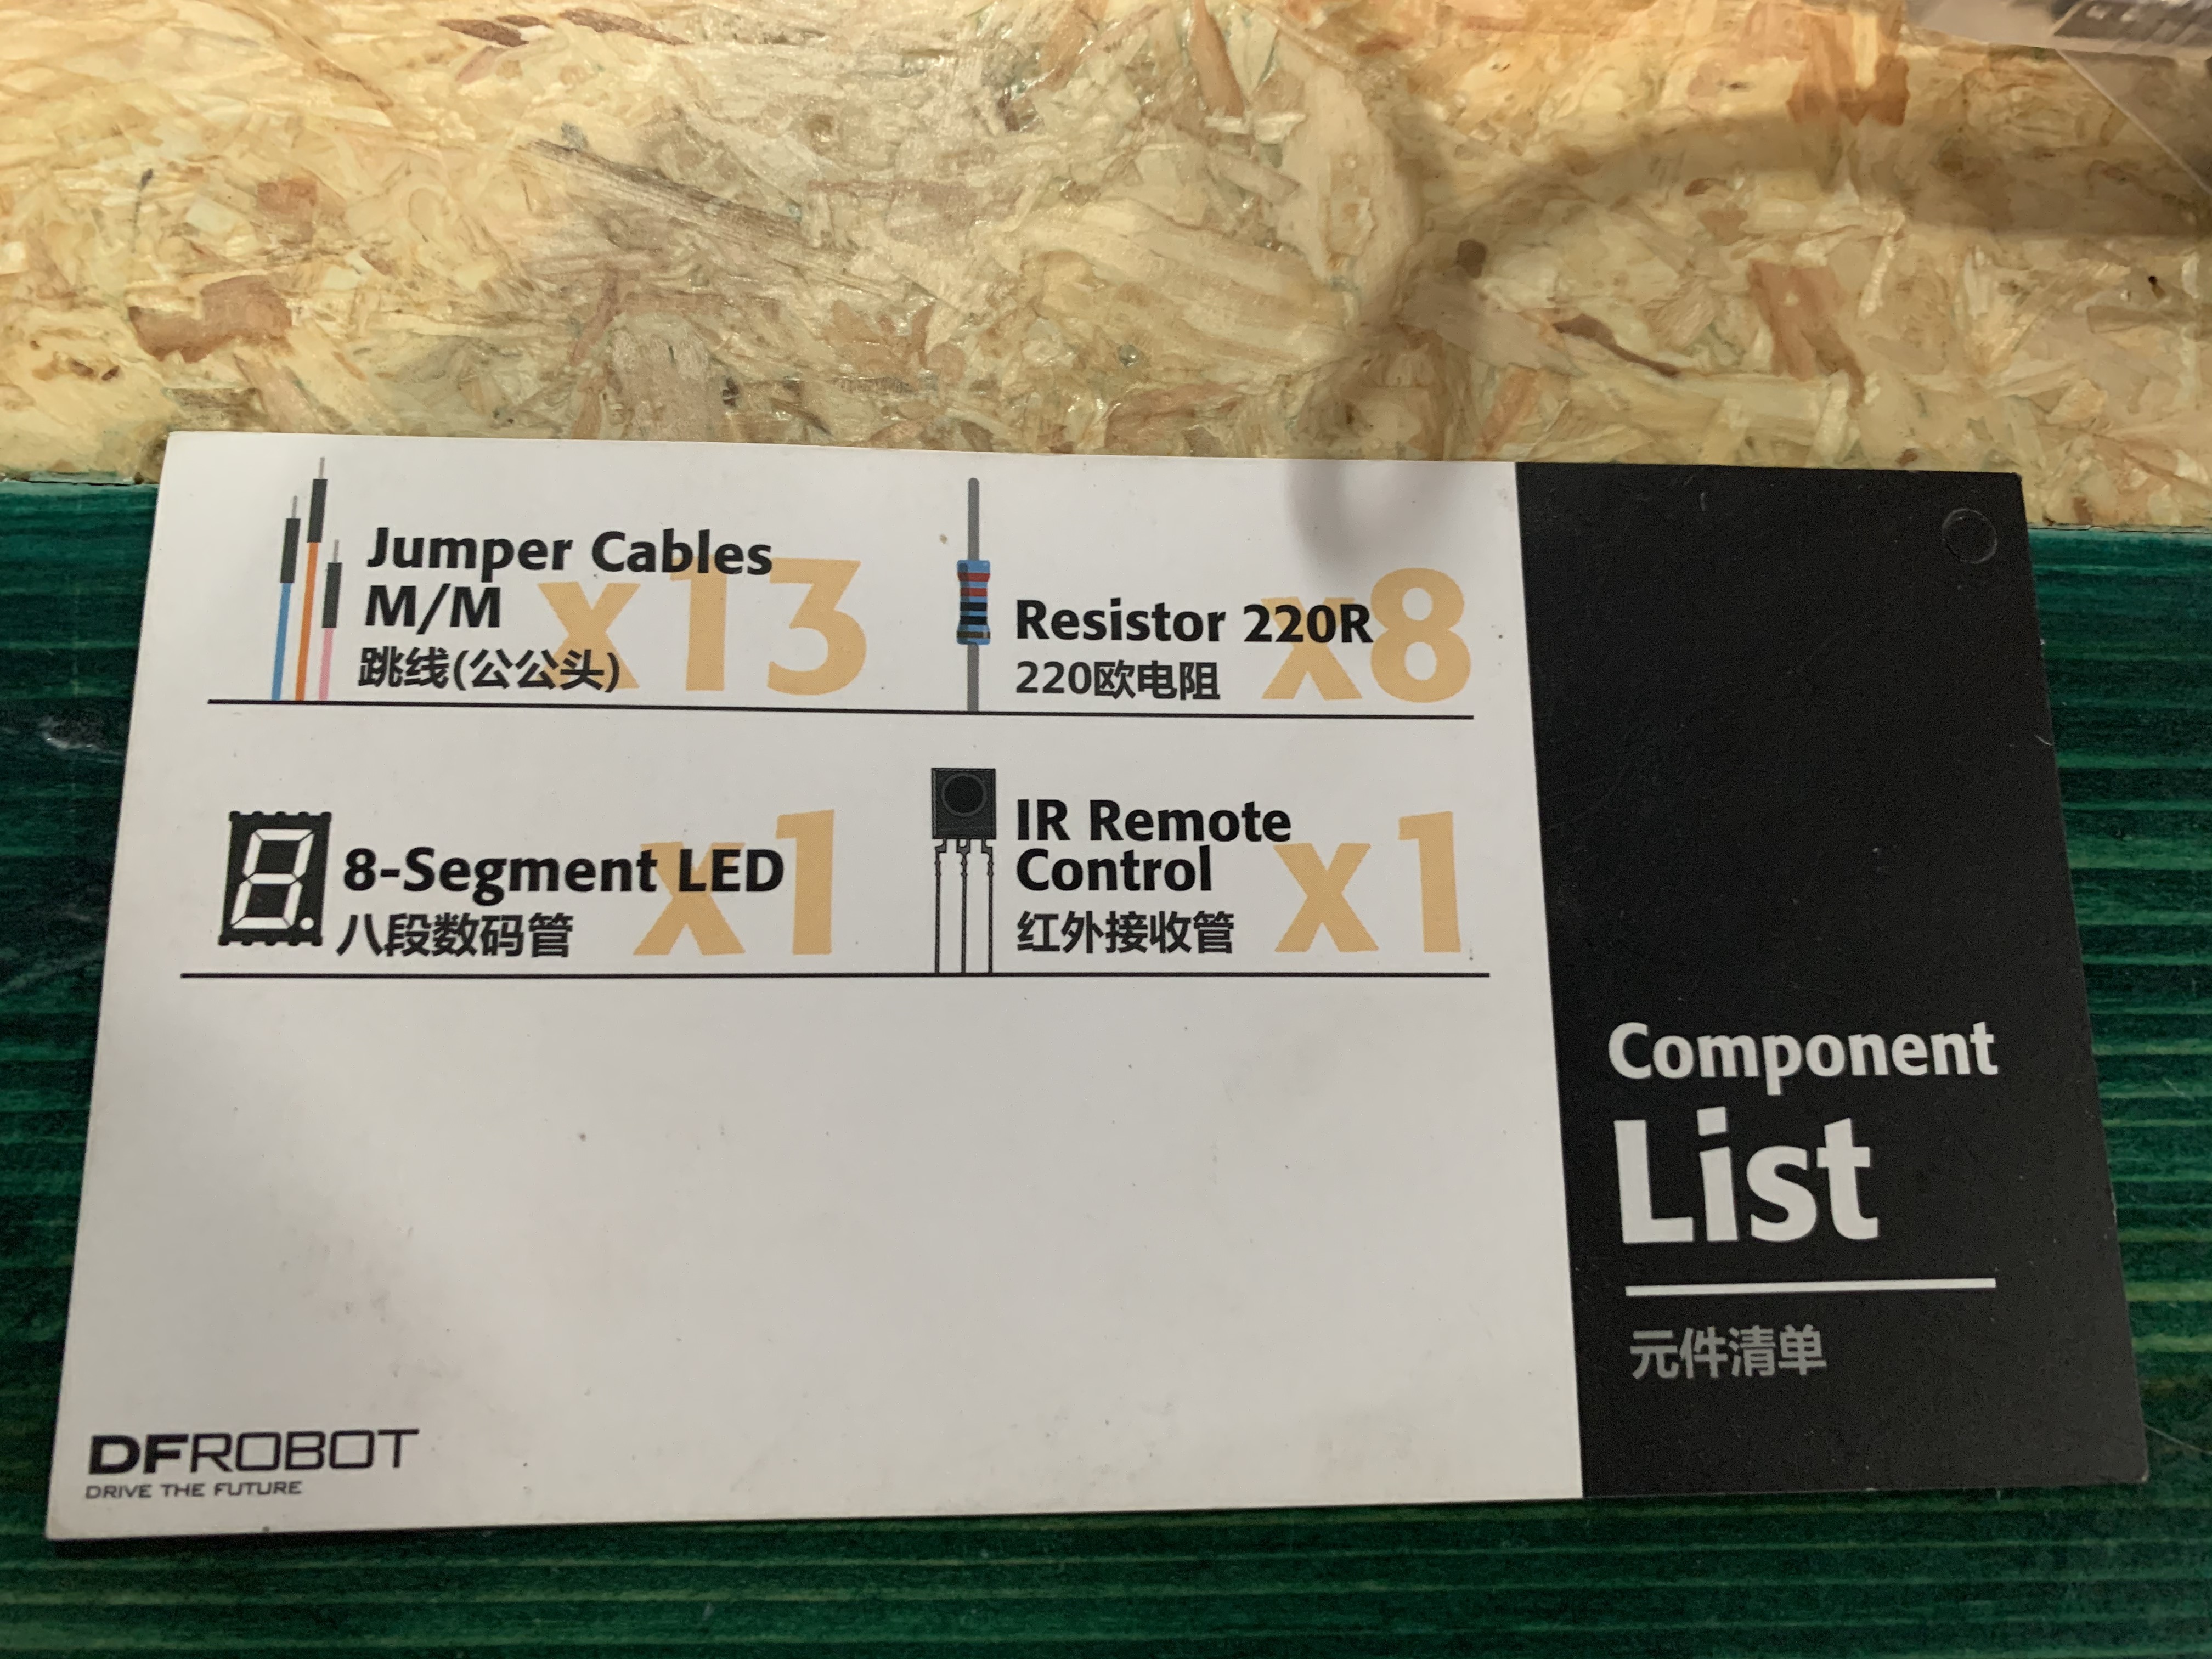 Jumper Cables
M/M
跳线(公公头)
x13
Resistor 220R
220欧电阻
x8
8-Segment LED
八段数码管
x1
IR Remote
Control
红外接收管
x1
DFROBOT
DRIVE THE FUTURE
Component
List
元件清单